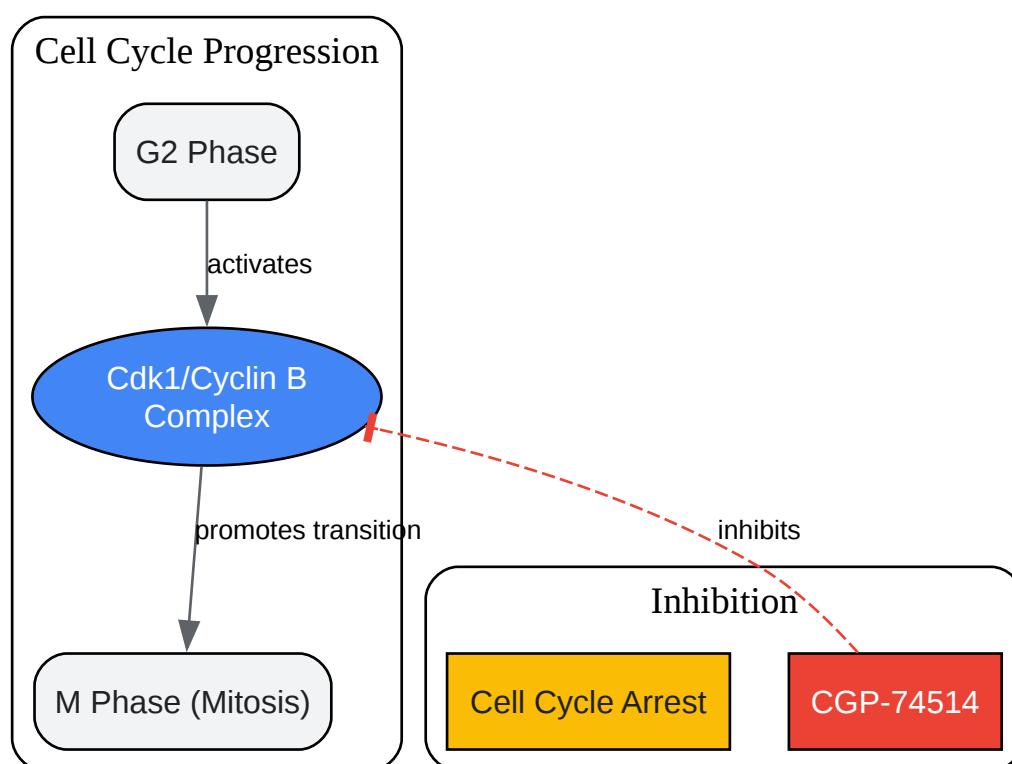 Cell Cycle Progression
G2 Phase
activates
Cdk1/Cyclin B
Complex
promotes transition
M Phase (Mitosis)
inhibits
Inhibition
Cell Cycle Arrest
CGP-74514